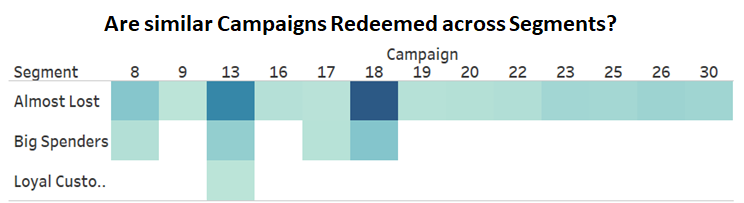 Are similar Campaigns Redeemed across Segments?
Campaign
Segment 8 9 13 16 17 18 19 20 22 23 25 26 30
Almost Lost
Big Spenders
Loyal Custo..